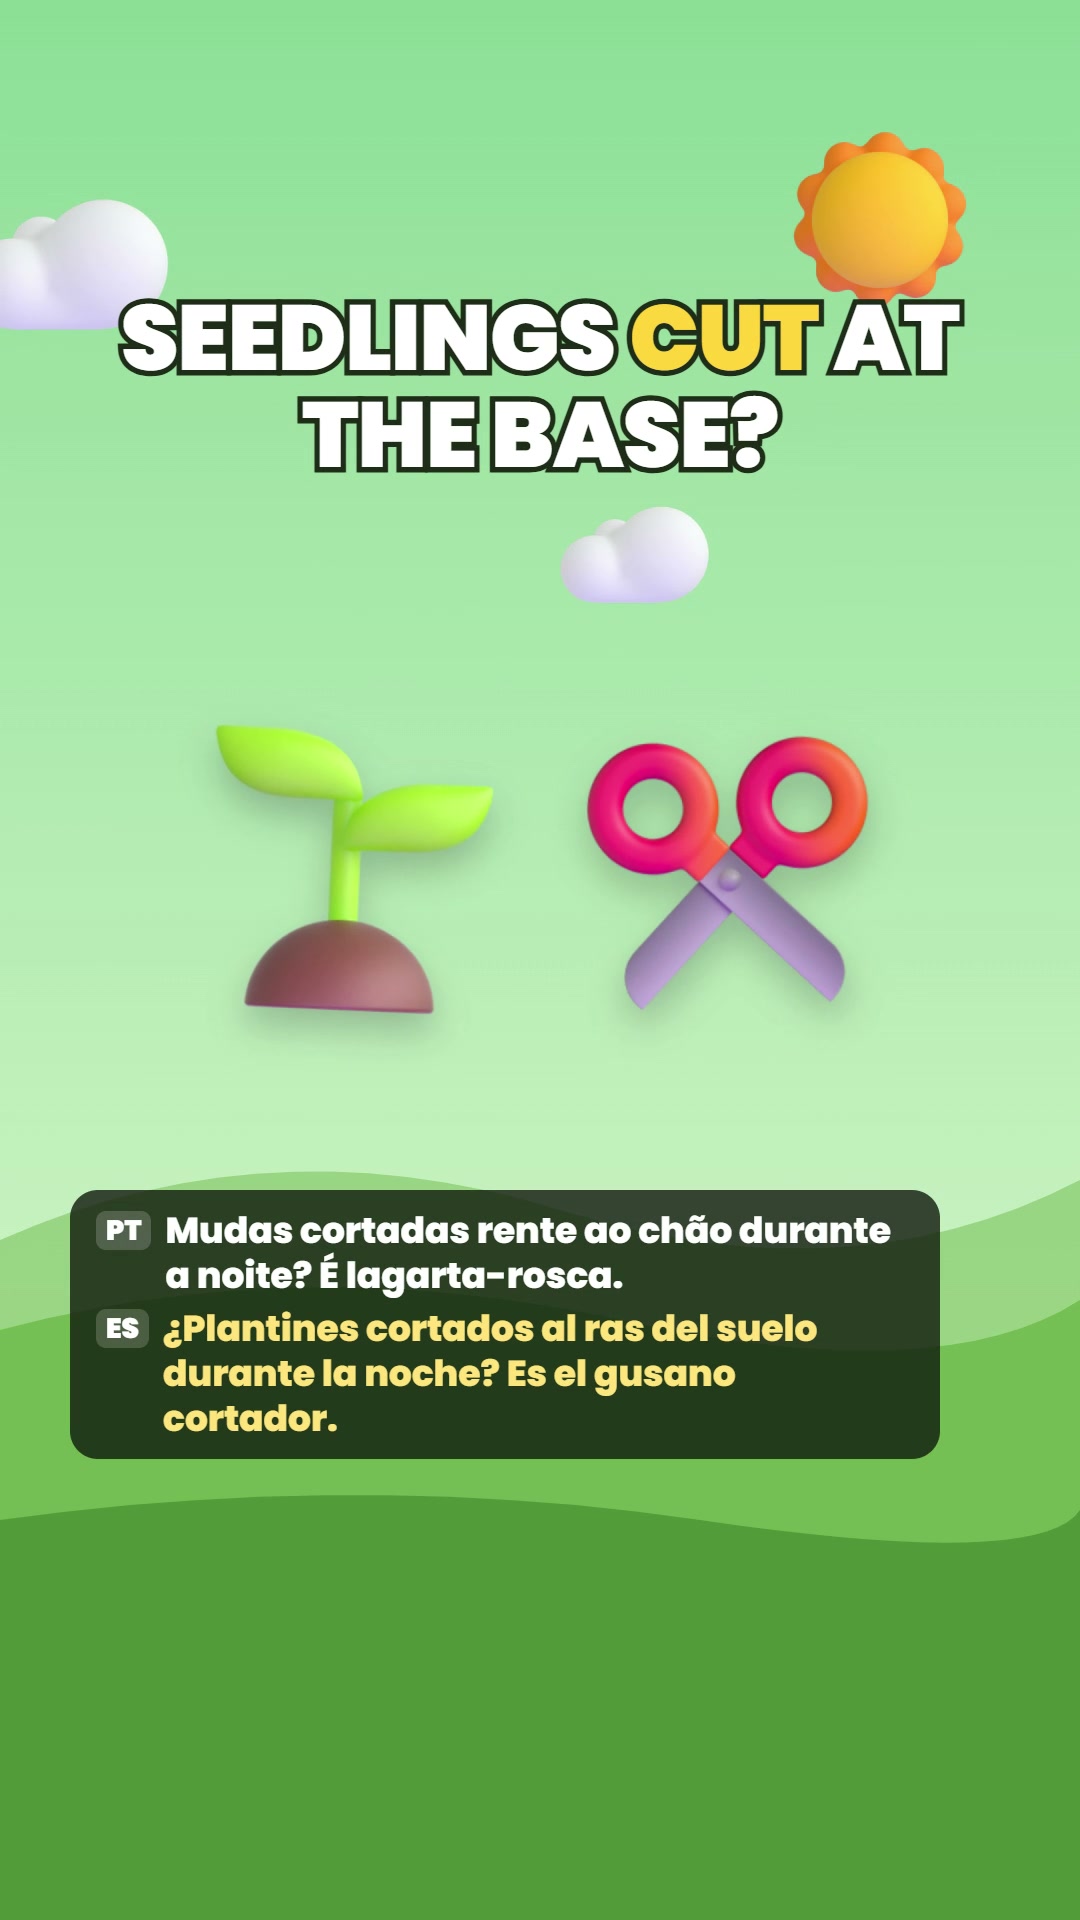 SEEDLINGS CUT AT
THE BASE?
PT Mudas cortadas rente ao chão durante
a noite? É lagarta-rosca.
ES ¿Plantines cortados al ras del suelo
durante la noche? Es el gusano
cortador.